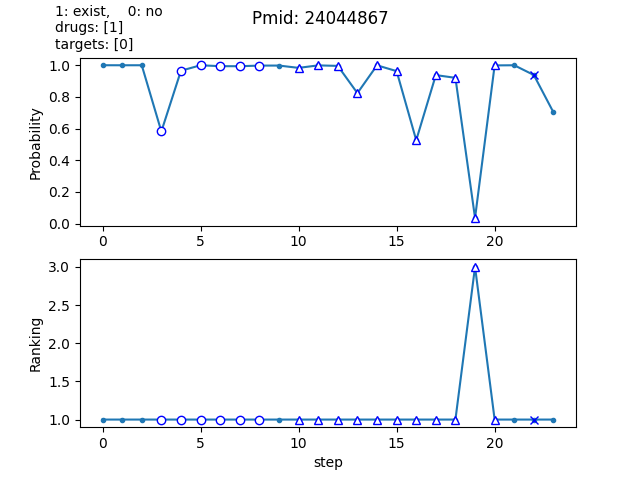 1: exist,    0: no
drugs: [1]
targets: [0]
Pmid: 24044867
Probability
1.0
0.8
0.6
0.4
0.2
0.0
0 5 10 15 20
Ranking
3.0
2.5
2.0
1.5
1.0
0 5 10 15 20
step